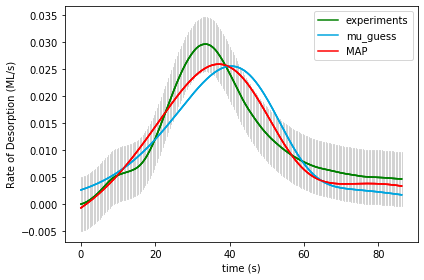 experiments
mu_guess
MAP
Rate of Desorption (ML/s)
0.035
0.030
0.025
0.020
0.015
0.010
0.005
0.000
−0.005
0 20 40 60 80
time (s)